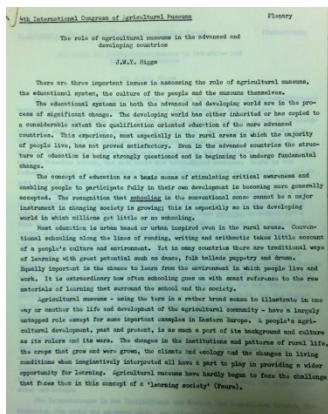 4th International Congress of Agricultural Museums Plenary
The role of agricultural museums in the advanced and
developing countries
J.W.Y. Higgs
There are three important issues in assessing the role of agricultural museums,
the educational system, the culture of the people and the museums themselves.
The educational systems in both the advanced and developing world are in the pro-
cess of significant change. The developing world has either inherited or has copied to
a considerable extent the qualification oriented education of the more advanced
countries. This experience, most especially in the rural areas in which the majority
of people live, has not proved satisfactory. Even in the advanced countries the struc-
ture of education is being strongly questioned and is beginning to undergo fundamental
change.
The concept of education as a basic means of stimulating critical awareness and
enabling people to participate fully in their own development is becoming more generally
accepted. The recognition that schooling in the conventional sense cannot be a major
instrument in changing society is growing; this is especially so in the developing
world in which millions get little or no schooling.
Most education is urban based or urban inspired even in the rural areas. Conven-
tional schooling along the lines of reading, writing and arithmetic takes little account
of a people's culture and environment. Yet in many countries there are traditional ways
of learning with great potential such as dance, folk ballads puppetry and drama.
Equally important is the chance to learn from the environment in which people live and
work. It is extraordinary how often schooling goes on with scant reference to the raw
materials of learning that surround the school and the society.
Agricultural museums - using the term in a rather broad sense to illustrate in one
way or another the life and development of the agricultural community - have a largely
untapped role except for some important examples in Eastern Europe. A people's agri-
cultural development, past and present, is as much a part of its background and culture
as its rulers and its wars. The changes in the institutions and patterns of rural life,
the crops that grow and were grown, the climate and ecology and the changes in living
conditions when imaginatively interpreted all have a part to play in providing a wider
opportunity for learning. Agricultural museums have hardly begun to face the challenge
that faces them in this concept of a 'learning society' (Faure).